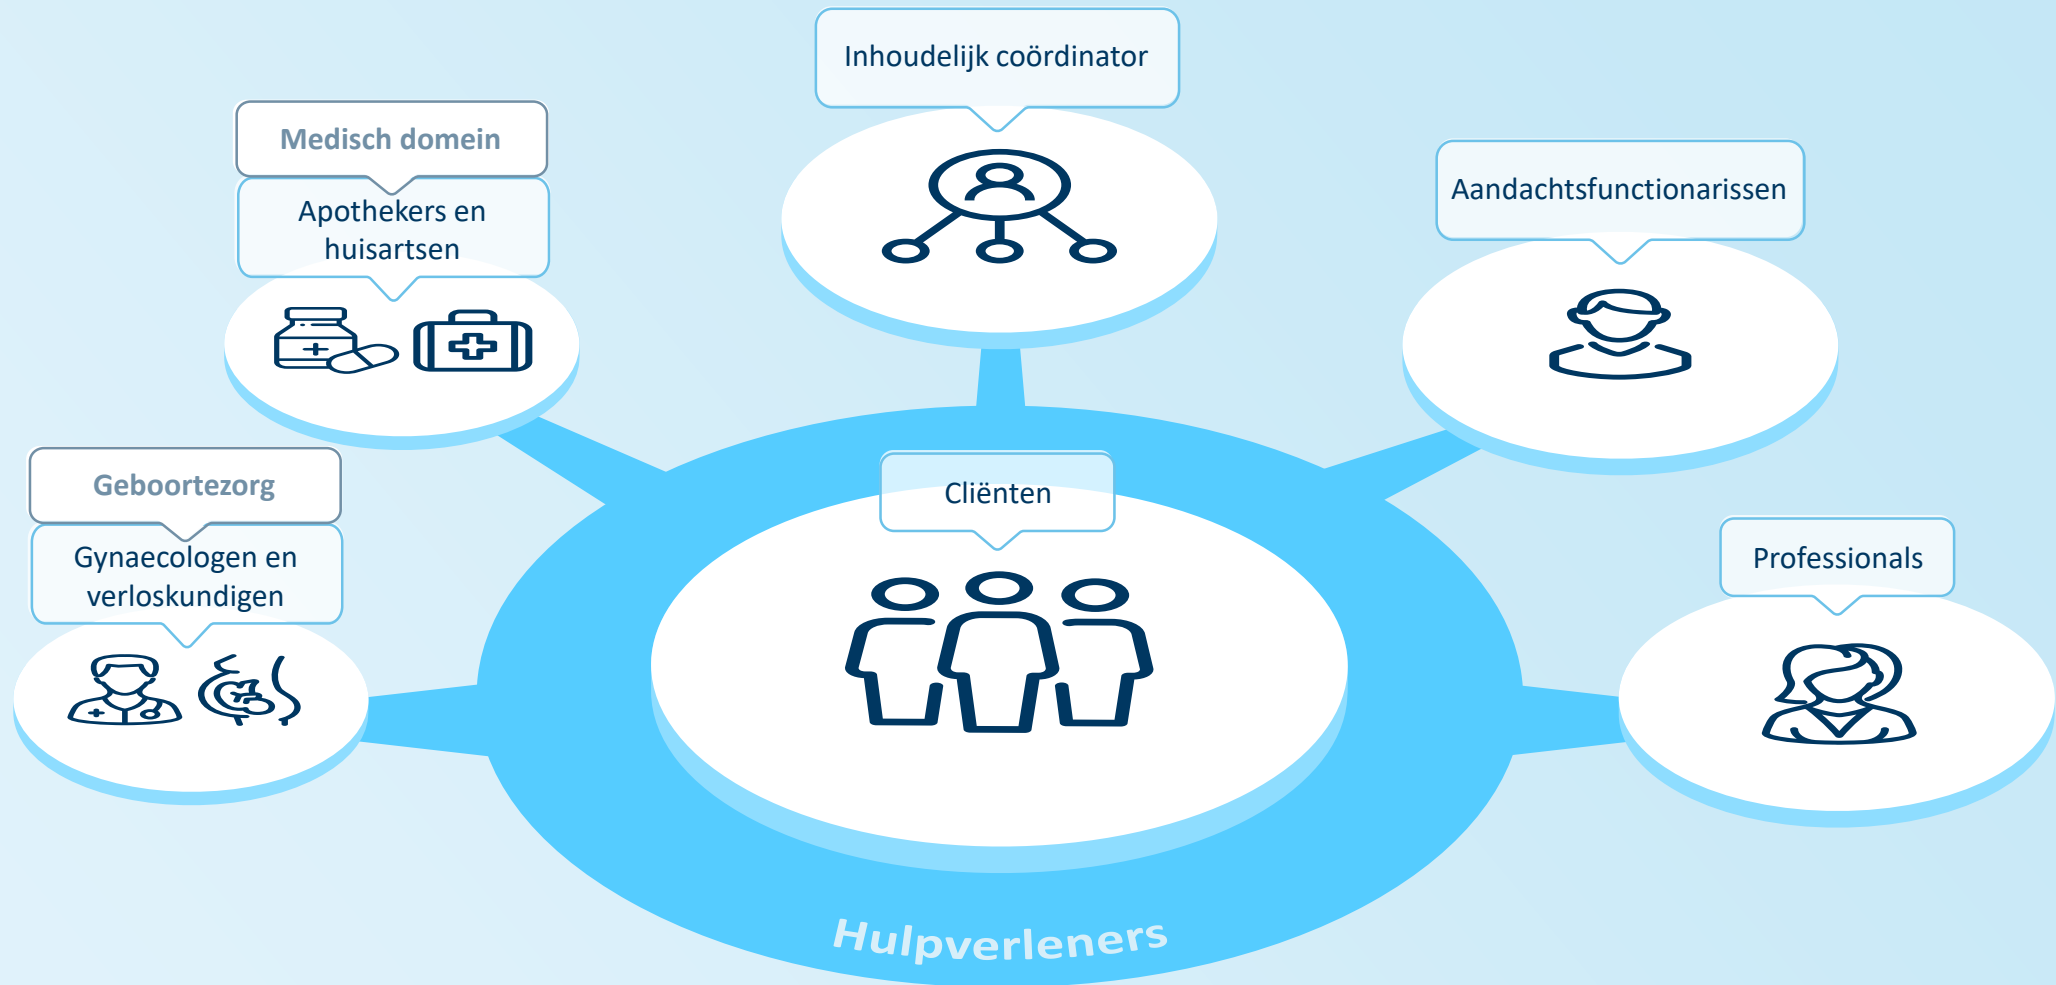 Inhoudelijk coördinator
Medisch domein
Apothekers en
huisartsen
Aandachtsfunctionarissen
Geboortezorg
Gynaecologen en
verloskundigen
Cliënten
Professionals
Hulpverleners